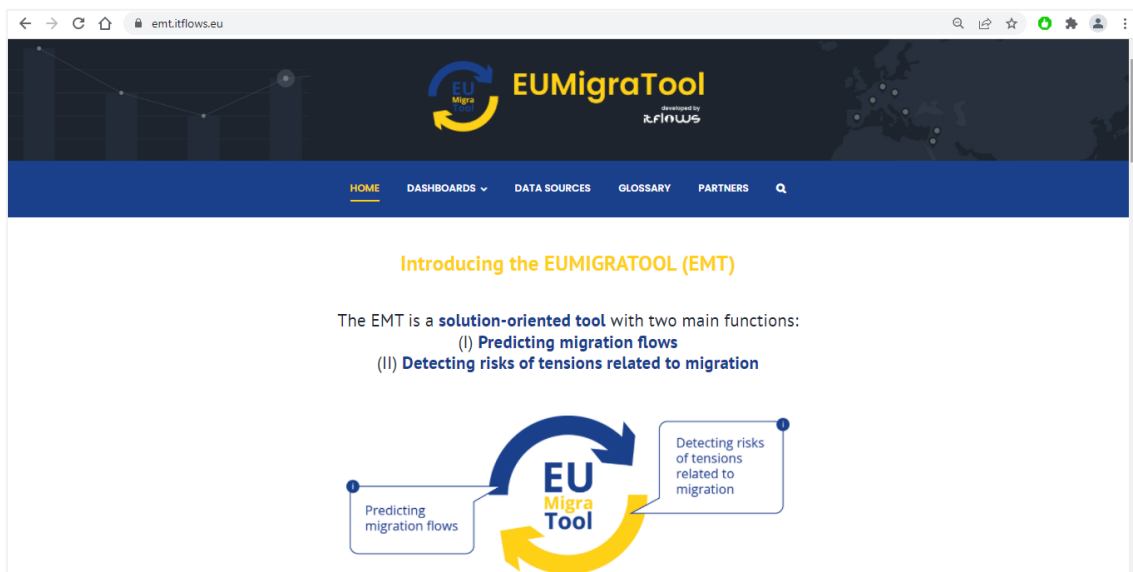 emt.itflows.eu
EU
Migra
Tool
EUMigraTool
developed by
itflows
HOME
DASHBOARDS
DATA SOURCES
GLOSSARY
PARTNERS
Introducing the EUMIGRATOOL (EMT)
The EMT is a solution-oriented tool with two main functions:
(I) Predicting migration flows
(II) Detecting risks of tensions related to migration
i
Detecting risks
of tensions
related to
migration
EU
Migra
Tool
i
Predicting
migration flows